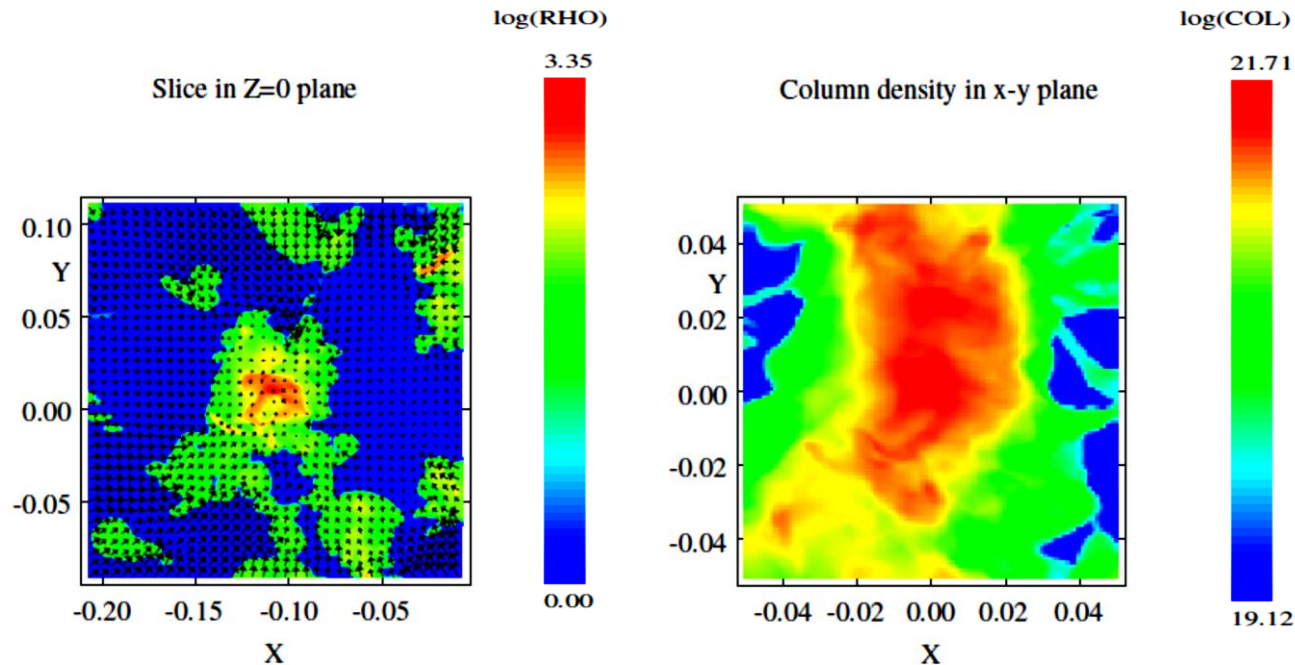 log(RHO)
3.35
Slice in Z=0 plane
0.10
Y
0.05
0.00
-0.05
-0.20
-0.15
-0.10
-0.05
X
0.00
log(COL)
21.71
Column density in x-y plane
0.04
Y
0.02
0.00
-0.02
-0.04
-0.04
-0.02
0.00
0.02
0.04
X
19.12